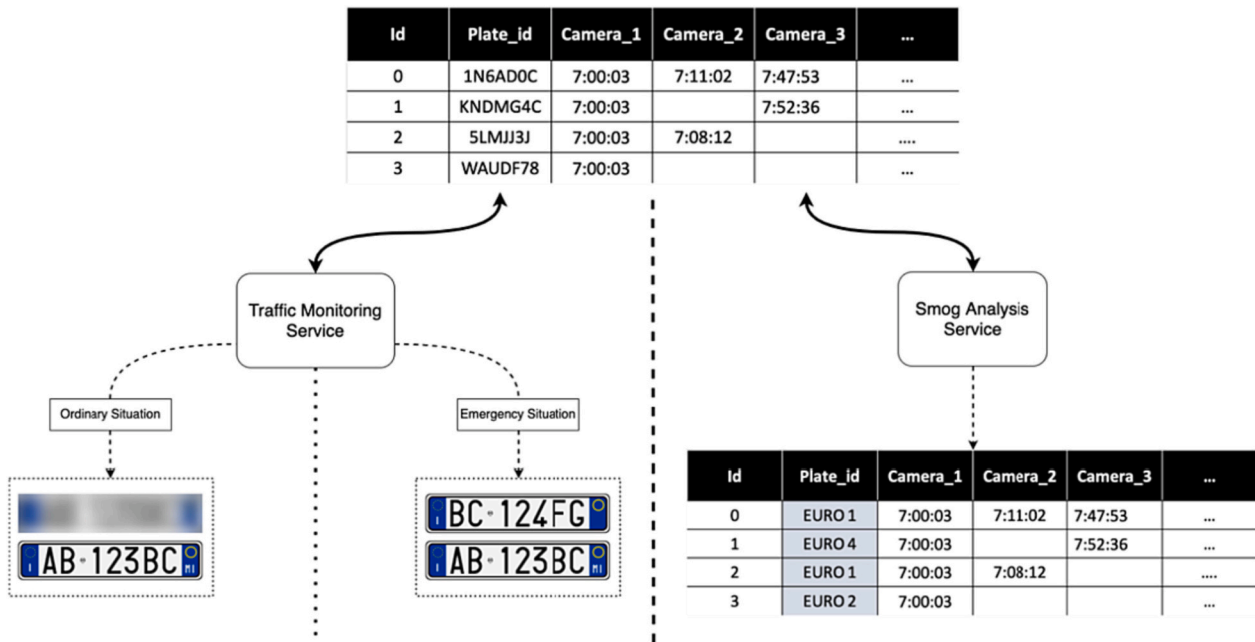 Id Plate_id Camera_1 Camera_2 Camera_3 ...
0 1N6AD0C 7:00:03 7:11:02 7:47:53 ...
1 KNDMG4C 7:00:03 7:52:36 ...
2 5LMJJ3J 7:00:03 7:08:12 ....
3 WAUDF78 7:00:03 ...
Traffic Monitoring
Service
Smog Analysis
Service
Ordinary Situation
Emergency Situation
I BC 124FG
I AB 123BC MI
I AB 123BC MI
Id Plate_id Camera_1 Camera_2 Camera_3 ...
0 EURO 1 7:00:03 7:11:02 7:47:53 ...
1 EURO 4 7:00:03 7:52:36 ...
2 EURO 1 7:00:03 7:08:12 ....
3 EURO 2 7:00:03 ...